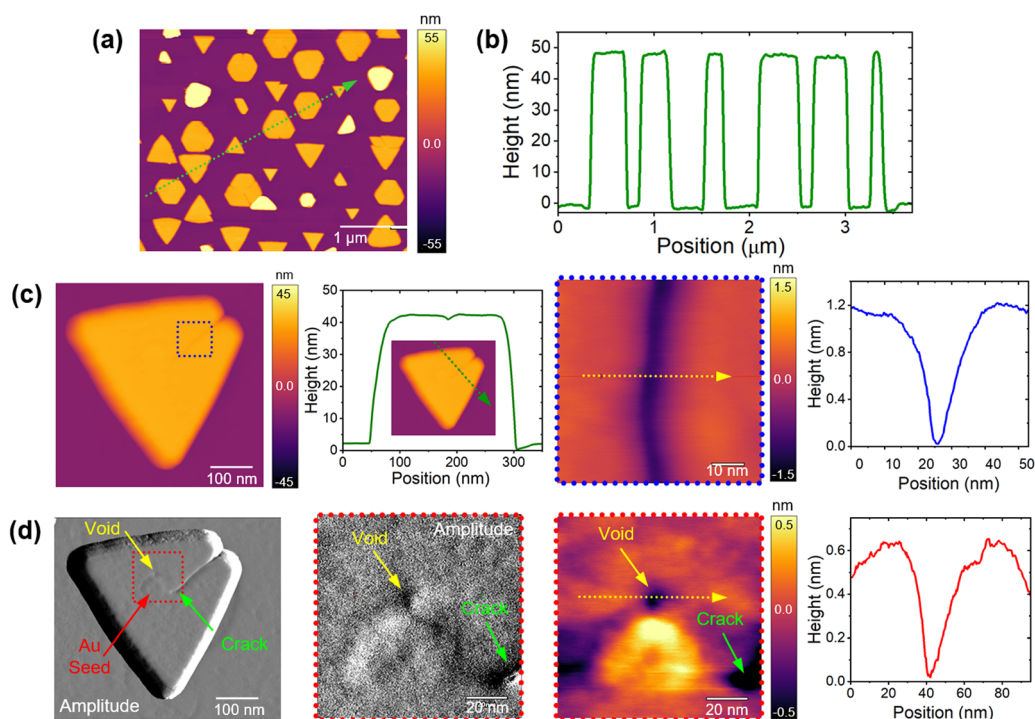 (a)
nm
55
0.0
-55
1 μm
(b)
Height (nm)
50
40
30
20
10
0
0
1
2
3
Position (μm)
(c)
nm
45
0.0
-45
100 nm
Height (nm)
50
40
30
20
10
0
0
100
200
300
Position (nm)
10 nm
nm
1.5
0.0
-1.5
Height (nm)
1.2
0.8
0.4
0.0
0
10
20
30
50
53
Position (nm)
(d)
Void
Au
Seed
Crack
Amplitude
100 nm
Amplitude
Void
Crack
20 nm
Void
Crack
20 nm
nm
0.5
0.0
-0.5
Height (nm)
0.6
0.4
0.2
0.0
0
20
40
60
80
Position (nm)